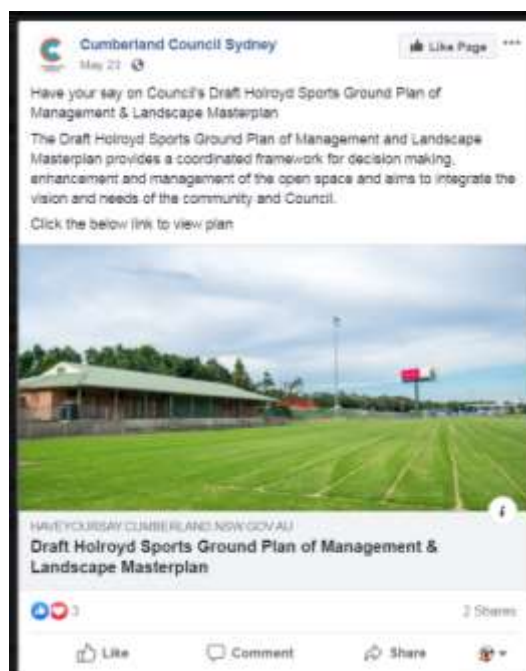 Cumberland Council Sydney
Like Page
May 23
Have your say on Council's Draft Holroyd Sports Ground Plan of
Management & Landscape Masterplan
The Draft Holroyd Sports Ground Plan of Management and Landscape
Masterplan provides a coordinated framework for decision making,
enhancement and management of the open space and aims to integrate the
vision and needs of the community and Council.
Click the below link to view plan
i
HAVEYOURSAY.CUMBERLAND.NSW.GOV.AU
Draft Holroyd Sports Ground Plan of Management &
Landscape Masterplan
3
2 Shares
Like
Comment
Share